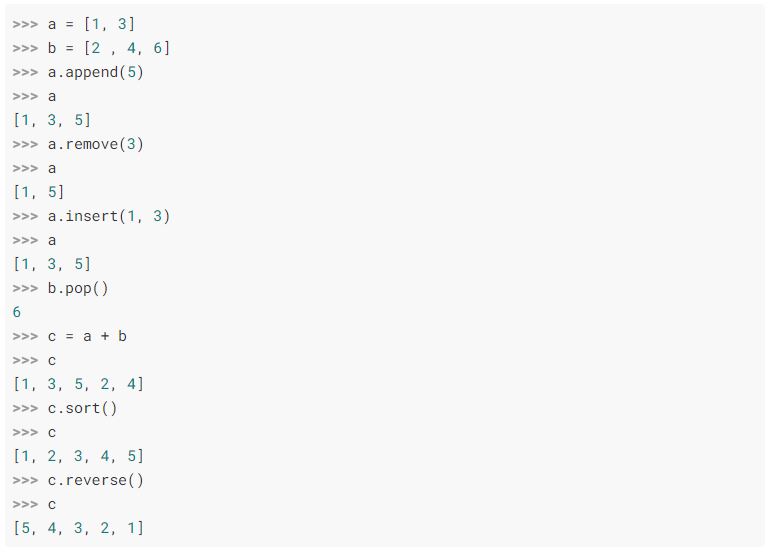 >>> a = [1, 3]
>>> b = [2 , 4, 6]
>>> a.append(5)
>>> a
[1, 3, 5]
>>> a.remove(3)
>>> a
[1, 5]
>>> a.insert(1, 3)
>>> a
[1, 3, 5]
>>> b.pop()
6
>>> c = a + b
>>> c
[1, 3, 5, 2, 4]
>>> c.sort()
>>> c
[1, 2, 3, 4, 5]
>>> c.reverse()
>>> c
[5, 4, 3, 2, 1]